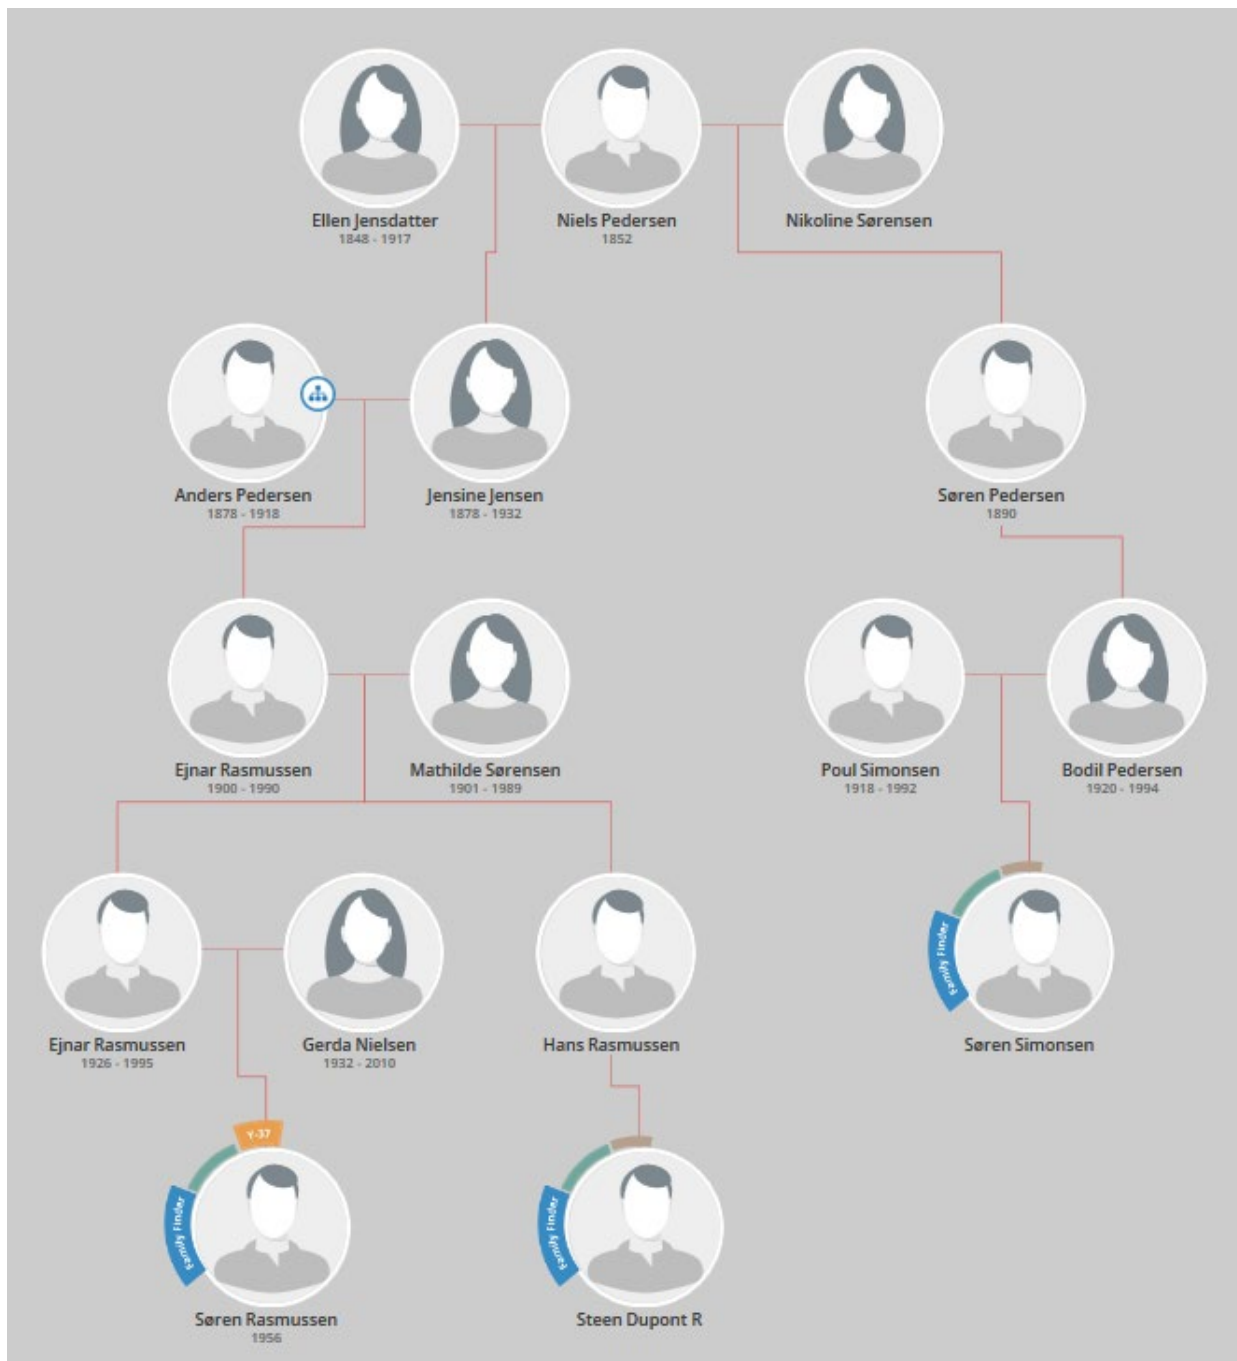 Ellen Jensdatter
1848 - 1917
Niels Pedersen
1852
Nikoline Sørensen
Anders Pedersen
1878 - 1918
Jensine Jensen
1878 - 1932
Søren Pedersen
1890
Ejnar Rasmussen
1900 - 1990
Mathilde Sørensen
1901 - 1989
Poul Simonsen
1918 - 1992
Bodil Pedersen
1920 - 1994
Ejnar Rasmussen
1926 - 1995
Gerda Nielsen
1932 - 2010
Hans Rasmussen
Family Finder
Søren Simonsen
Y-37
Family Finder
Søren Rasmussen
1956
Family Finder
Steen Dupont R